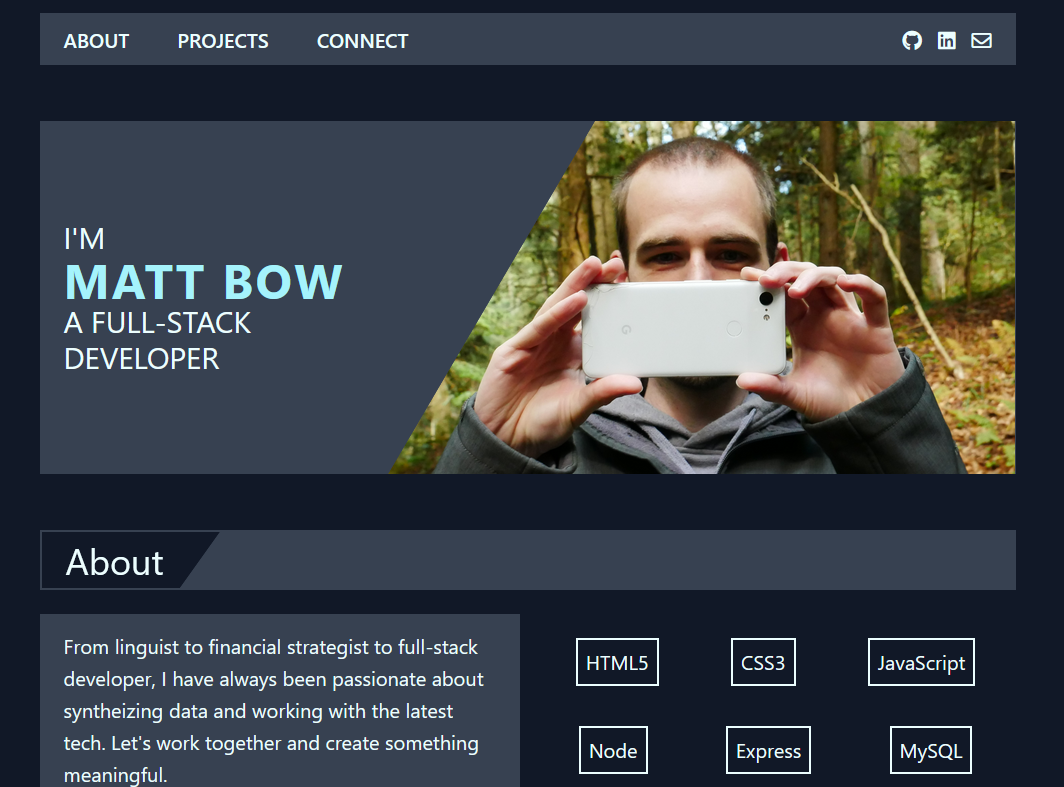 ABOUT PROJECTS CONNECT
I'M
MATT BOW
A FULL-STACK
DEVELOPER
G
About
From linguist to financial strategist to full-stack
developer, I have always been passionate about
syntheizing data and working with the latest
tech. Let's work together and create something
meaningful.
HTML5 CSS3 JavaScript
Node Express MySQL